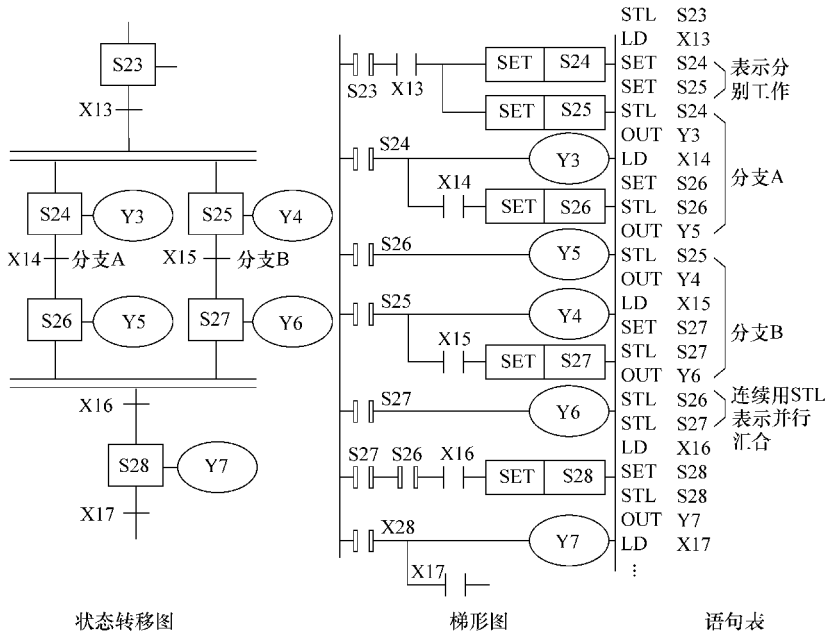 S23
X13
S24
Y3
S25
Y4
X14
分支A
X15
分支B
S26
Y5
S27
Y6
X16
S28
Y7
X17
状态转移图
S23
X13
SET
S24
SET
S25
S24
Y3
X14
SET
S26
S26
Y5
S25
Y4
X15
SET
S27
S27
Y6
S27
S26
X16
SET
S28
X28
Y7
X17
梯形图
STL S23
LD X13
SET S24
SET S25
STL S24
OUT Y3
LD X14
SET S26
STL S26
OUT Y5
STL S25
OUT Y4
LD X15
SET S27
STL S27
OUT Y6
STL S26
STL S27
LD X16
SET S28
STL S28
OUT Y7
LD X17
⋮
表示分
别工作
分支A
分支B
连续用STL
表示并行
汇合
语句表